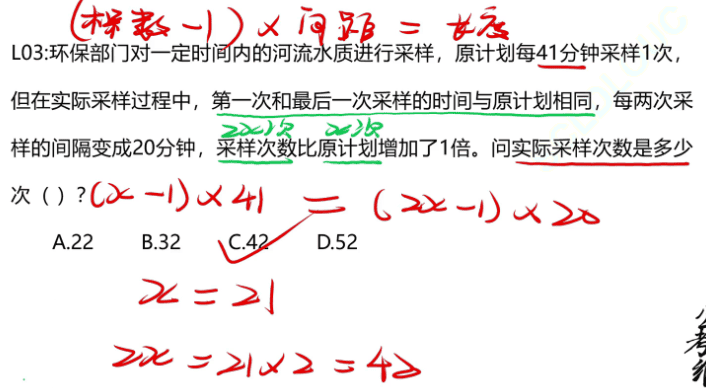 (棵数-1)×间距=长度
L03:环保部门对一定时间内的河流水质进行采样，原计划每41分钟采样1次，
但在实际采样过程中，第一次和最后一次采样的时间与原计划相同，每两次采
2x次 x次
样的间隔变成20分钟，采样次数比原计划增加了1倍。问实际采样次数是多少
次（ ）?
(x-1)×41 = (2x-1)×20
A.22 B.32 C.42 D.52
x=21
2x=21×2=42